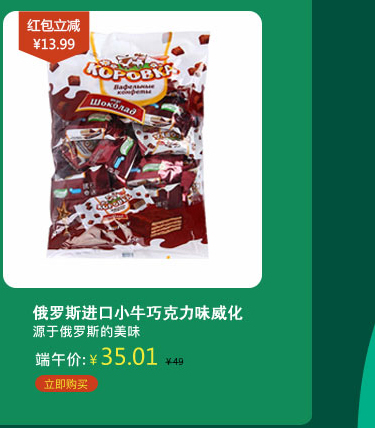 红包立减
¥13.99
КОРОВКА
Вафельные
конфеты
Шоколад
俄罗斯进口小牛巧克力味威化
源于俄罗斯的美味
端午价: ¥ 35.01 ¥49
立即购买